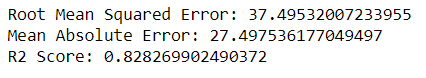 Root Mean Squared Error: 37.49532007233955
Mean Absolute Error: 27.497536177049497
R2 Score: 0.828269902490372